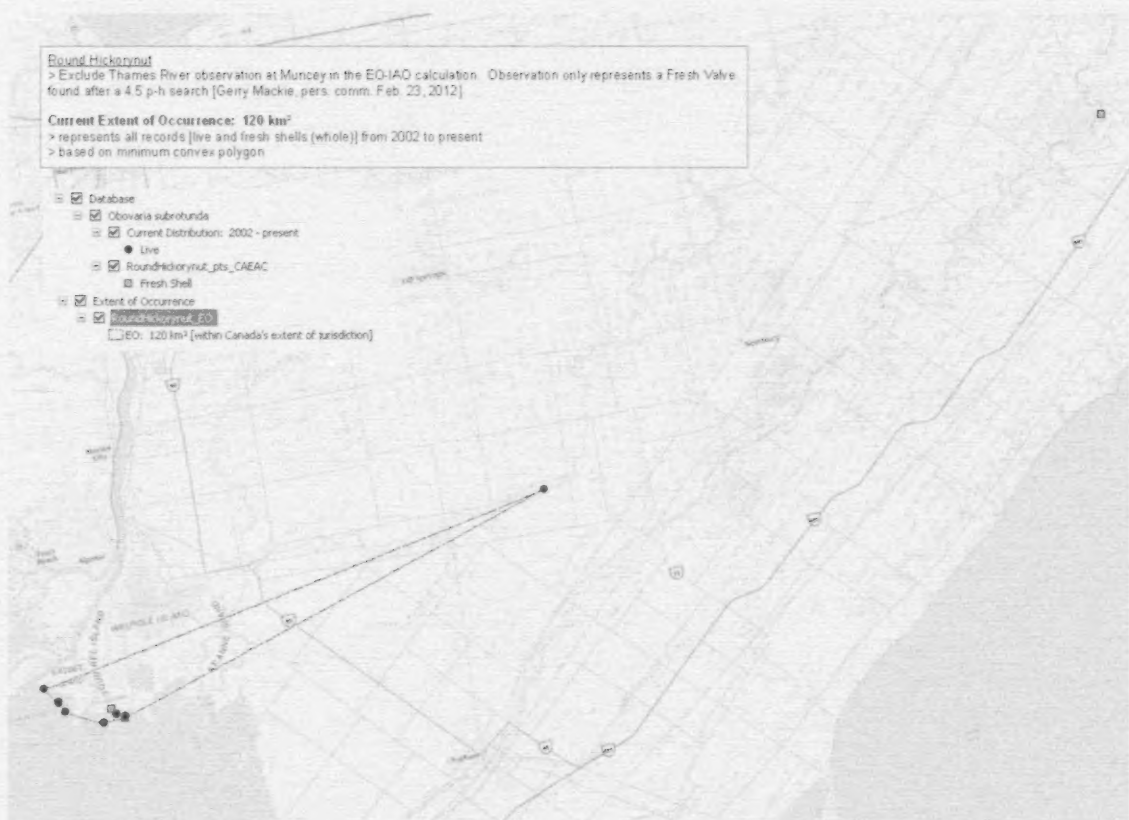 Round Hickorynut
> Exclude Thames River observation at Muncey in the EO-IAO calculation. Observation only represents a Fresh Valve
found after a 4.5 p-h search [Gerry Mackie, pers. comm. Feb. 23, 2012]
Current Extent of Occurrence: 120 km²
> represents all records [live and fresh shells (whole)] from 2002 to present
> based on minimum convex polygon
Database
Obovaria subrotunda
Current Distribution: 2002 - present
Live
RoundHickorynut_pts_CAEAC
Fresh Shell
Extent of Occurrence
RoundHickorynut_EO
EO: 120 km² [within Canada's extent of jurisdiction]
WALPOLE ISLAND